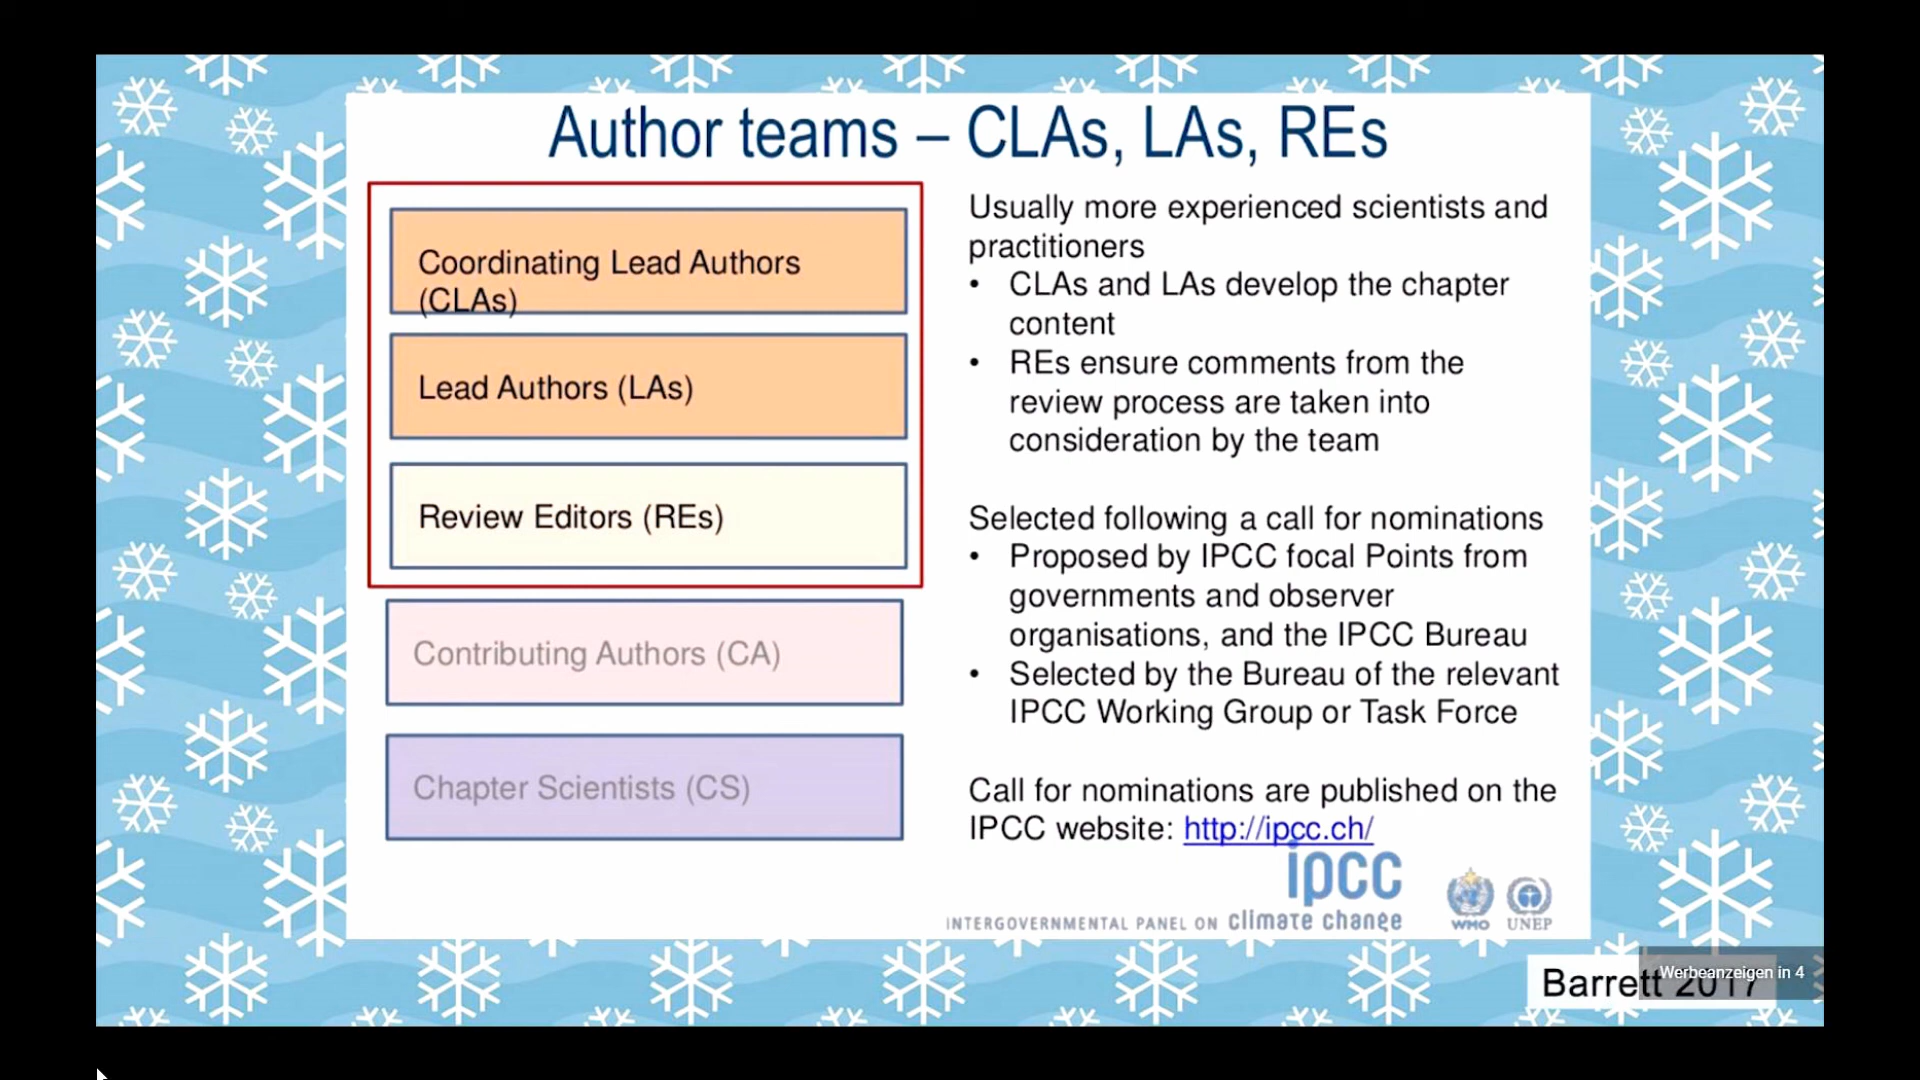 Author teams – CLAs, LAs, REs
Coordinating Lead Authors
(CLAs)
Lead Authors (LAs)
Review Editors (REs)
Contributing Authors (CA)
Chapter Scientists (CS)
Usually more experienced scientists and
practitioners
• CLAs and LAs develop the chapter
content
• REs ensure comments from the
review process are taken into
consideration by the team
Selected following a call for nominations
• Proposed by IPCC focal Points from
governments and observer
organisations, and the IPCC Bureau
• Selected by the Bureau of the relevant
IPCC Working Group or Task Force
Call for nominations are published on the
IPCC website: http://ipcc.ch/
ipcc
INTERGOVERNMENTAL PANEL ON climate change
WMO
UNEP
Barrett 2017
Werbeanzeigen in 4